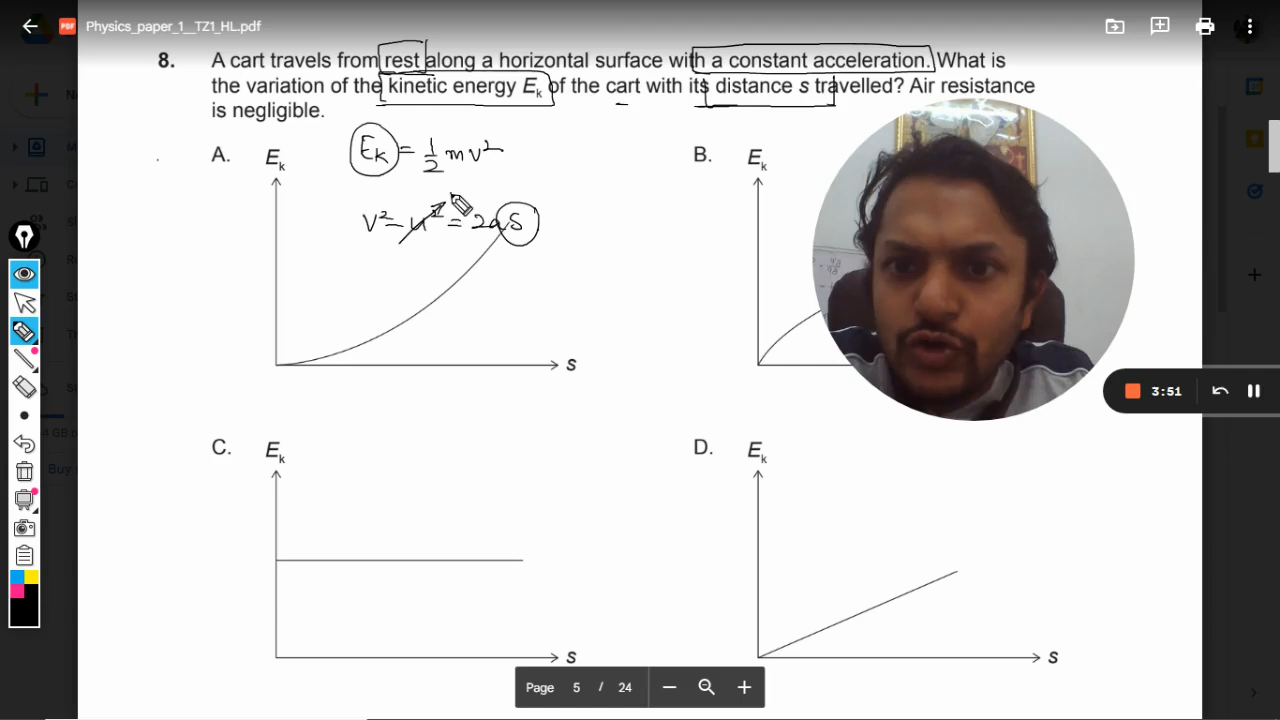 PDF Physics_paper_1__TZ1_HL.pdf
8. A cart travels from rest along a horizontal surface with a constant acceleration. What is
the variation of the kinetic energy Ek of the cart with its distance s travelled? Air resistance
is negligible.
A. Ek
Ek = 1/2 mv²
v² - u² = 2as
s
B. Ek
3:51
C. Ek
s
D. Ek
s
Page 5 / 24